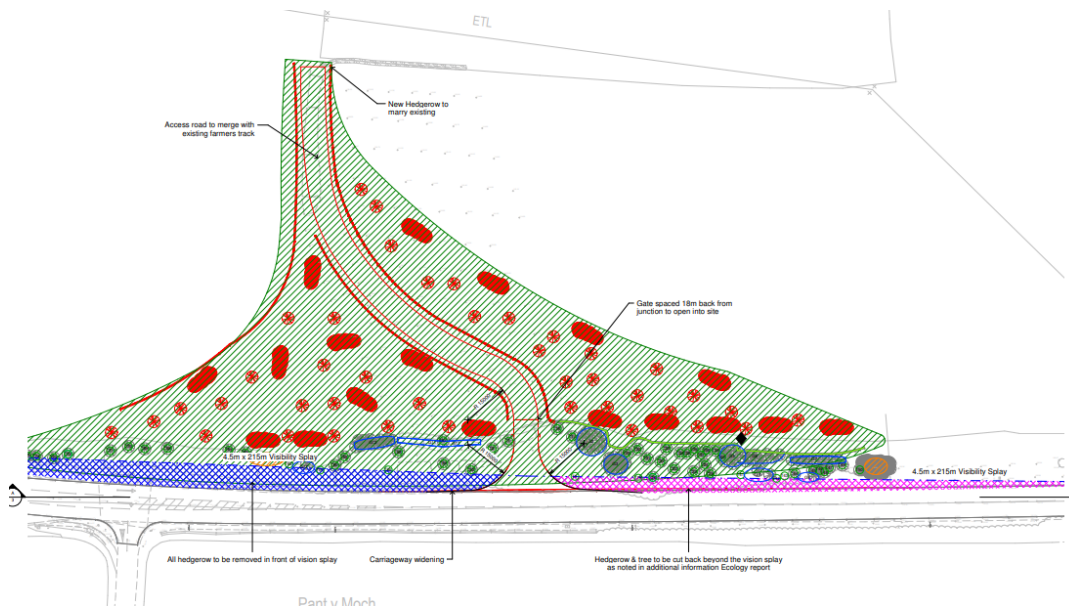 ETL
New Hedgerow to
marry existing
Access road to merge with
existing farmers track
Gate spaced 18m back from
junction to open into site
4.5m x 215m Visibility Splay
4.5m x 215m Visibility Splay
All hedgerow to be removed in front of vision splay
Carriageway widening
Hedgerow & tree to be cut back beyond the vision splay
as noted in additional information Ecology report
Pant y Moch